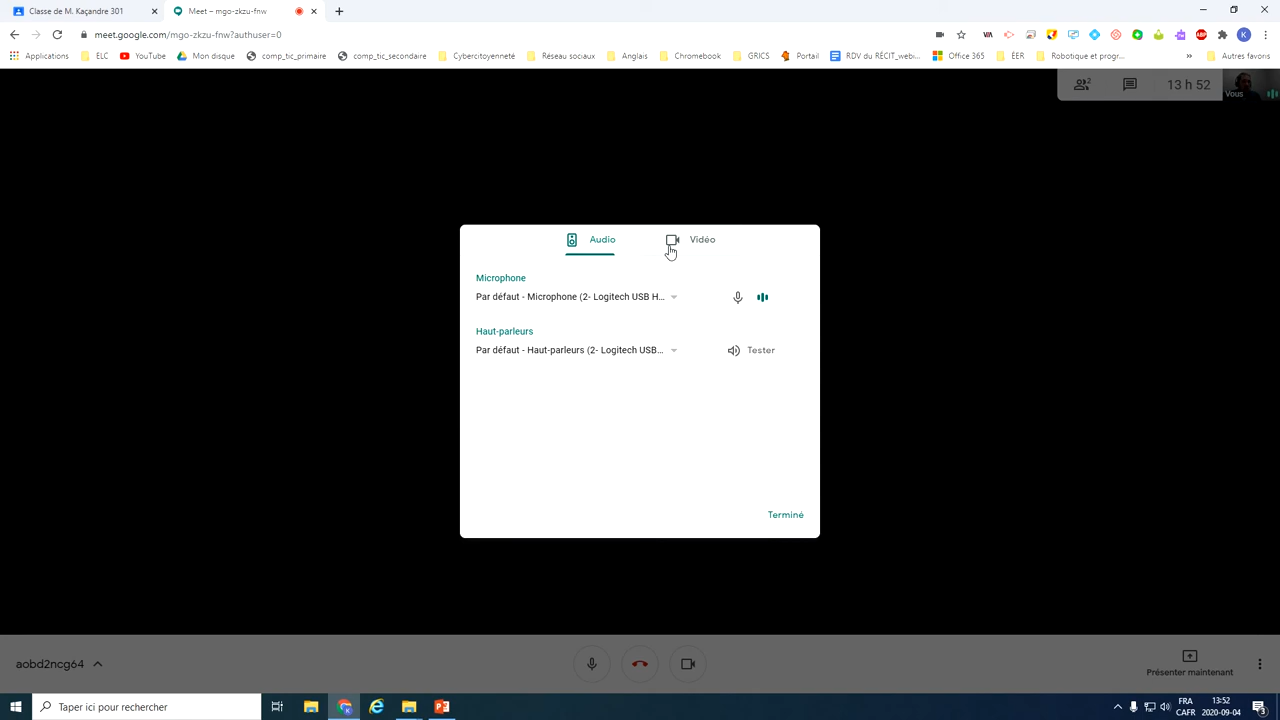 Classe de M. Kaçandre 301
Meet – mgo-zkzu-fnw
meet.google.com/mgo-zkzu-fnw?authuser=0
Applications ELC YouTube Mon disque comp_tic_primaire comp_tic_secondaire Cybercitoyenneté Réseau sociaux Anglais Chromebook GRICS Portail RDV du RÉCIT_webi... Office 365 ÉER Robotique et progr... » Autres favoris
2
13 h 52
Vous
Audio
Vidéo
Microphone
Par défaut - Microphone (2- Logitech USB H...
Haut-parleurs
Par défaut - Haut-parleurs (2- Logitech USB...
Tester
Terminé
aobd2ncg64
Présenter maintenant
Taper ici pour rechercher
FRA
CAFR
13:52
2020-09-04
3